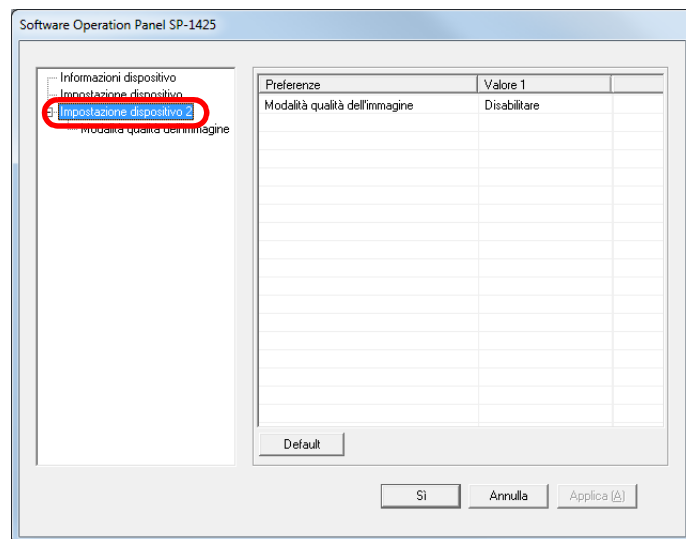 Software Operation Panel SP-1425
Informazioni dispositivo
Impostazione dispositivo
Impostazione dispositivo 2
Modalità qualità dell'immagine
Preferenze Valore 1
Modalità qualità dell'immagine Disabilitare
Default
Sì Annulla Applica (A)